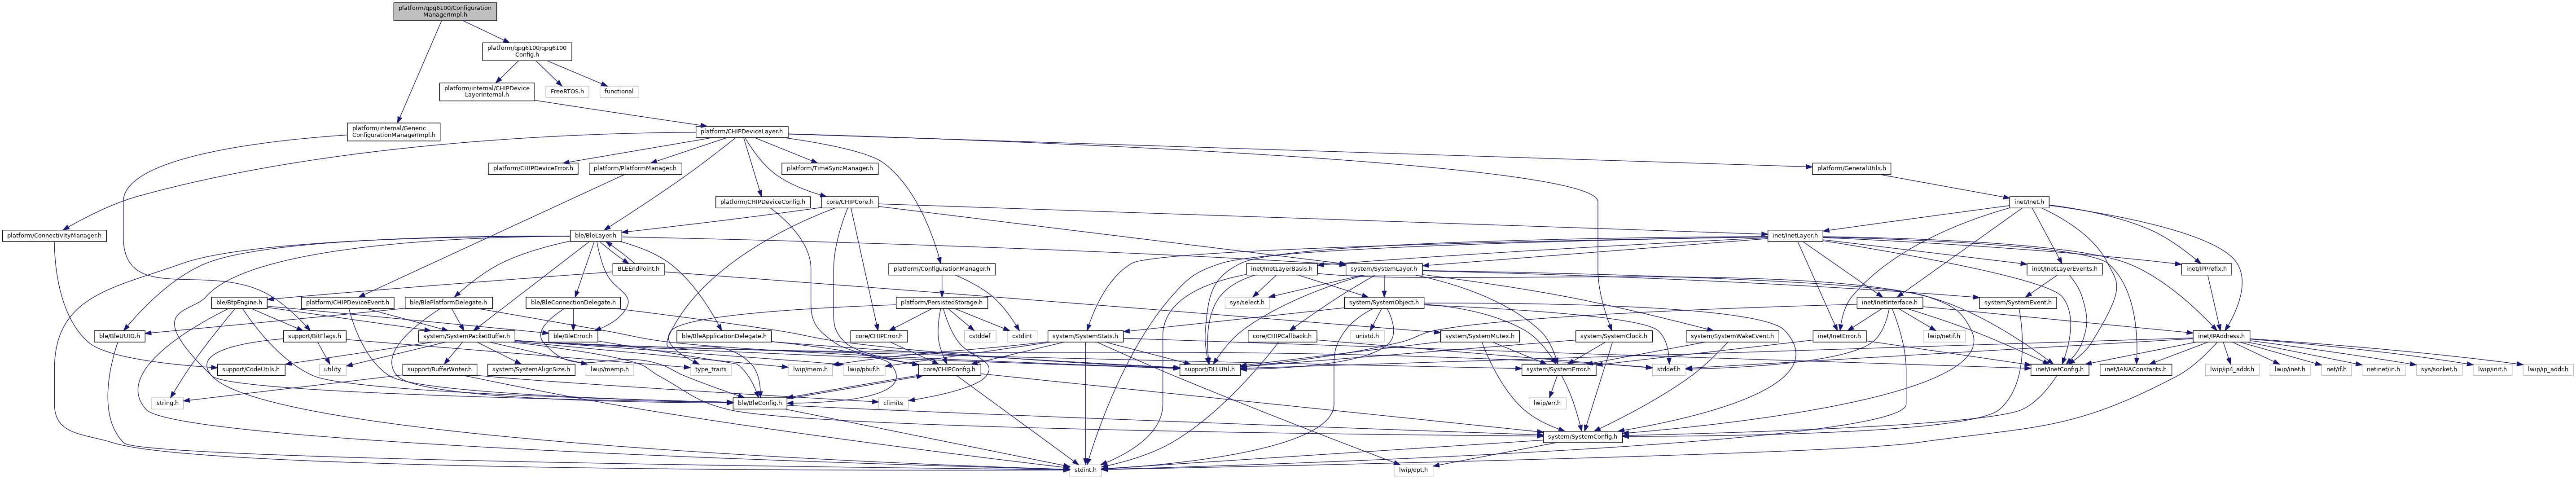 platform/qpg6100/Configuration
ManagerImpl.h
platform/qpg6100/qpg6100
Config.h
platform/internal/CHIPDevice
LayerInternal.h
FreeRTOS.h
functional
platform/internal/Generic
ConfigurationManagerImpl.h
platform/CHIPDeviceLayer.h
platform/CHIPDeviceError.h
platform/PlatformManager.h
platform/TimeSyncManager.h
platform/GeneralUtils.h
platform/CHIPDeviceConfig.h
core/CHIPCore.h
inet/Inet.h
platform/ConnectivityManager.h
ble/BleLayer.h
inet/InetLayer.h
BLEEndPoint.h
platform/ConfigurationManager.h
inet/InetLayerBasis.h
system/SystemLayer.h
inet/InetLayerEvents.h
inet/IPPrefix.h
ble/BtpEngine.h
platform/CHIPDeviceEvent.h
ble/BlePlatformDelegate.h
ble/BleConnectionDelegate.h
platform/PersistedStorage.h
sys/select.h
system/SystemObject.h
inet/InetInterface.h
system/SystemEvent.h
ble/BleUUID.h
support/BitFlags.h
system/SystemPacketBuffer.h
ble/BleError.h
ble/BleApplicationDelegate.h
core/CHIPError.h
cstddef
cstdint
system/SystemStats.h
core/CHIPCallback.h
unistd.h
system/SystemMutex.h
system/SystemClock.h
system/SystemWakeEvent.h
inet/InetError.h
lwip/netif.h
inet/IPAddress.h
support/CodeUtils.h
utility
support/BufferWriter.h
system/SystemAlignSize.h
lwip/memp.h
type_traits
lwip/mem.h
lwip/pbuf.h
core/CHIPConfig.h
support/DLLUtil.h
system/SystemError.h
stddef.h
inet/InetConfig.h
inet/IANAConstants.h
lwip/ip4_addr.h
lwip/inet.h
net/if.h
netinet/in.h
sys/socket.h
lwip/init.h
lwip/ip_addr.h
string.h
ble/BleConfig.h
climits
lwip/err.h
system/SystemConfig.h
stdint.h
lwip/opt.h